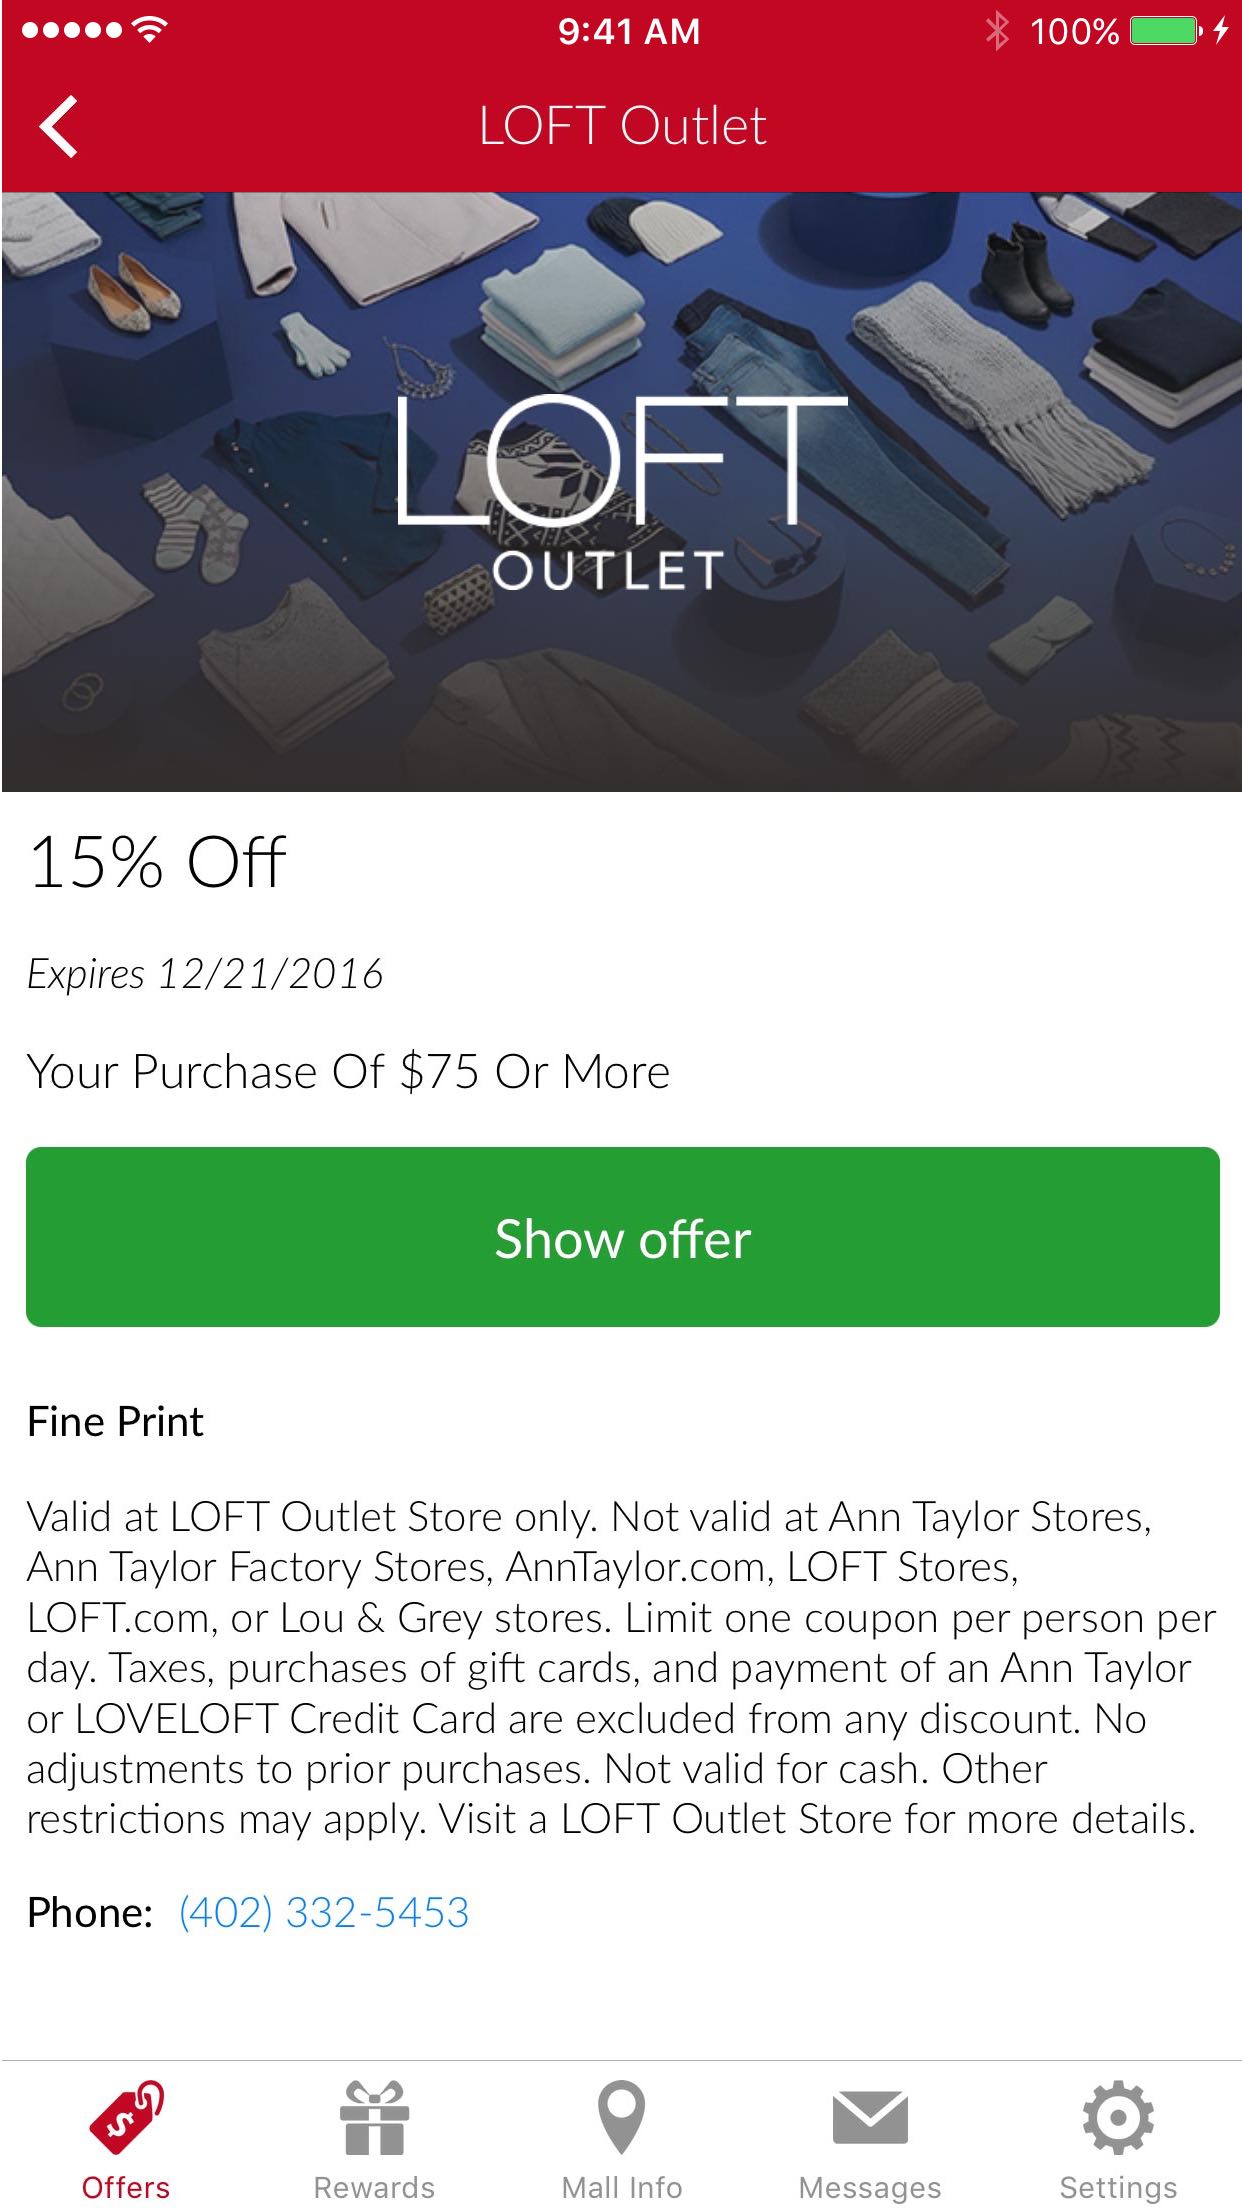 9:41 AM
100%
LOFT Outlet
LOFT
OUTLET
15% Off
Expires 12/21/2016
Your Purchase Of $75 Or More
Show offer
Fine Print
Valid at LOFT Outlet Store only. Not valid at Ann Taylor Stores,
Ann Taylor Factory Stores, AnnTaylor.com, LOFT Stores,
LOFT.com, or Lou & Grey stores. Limit one coupon per person per
day. Taxes, purchases of gift cards, and payment of an Ann Taylor
or LOVELOFT Credit Card are excluded from any discount. No
adjustments to prior purchases. Not valid for cash. Other
restrictions may apply. Visit a LOFT Outlet Store for more details.
Phone: (402) 332-5453
$
Offers
Rewards
Mall Info
Messages
Settings